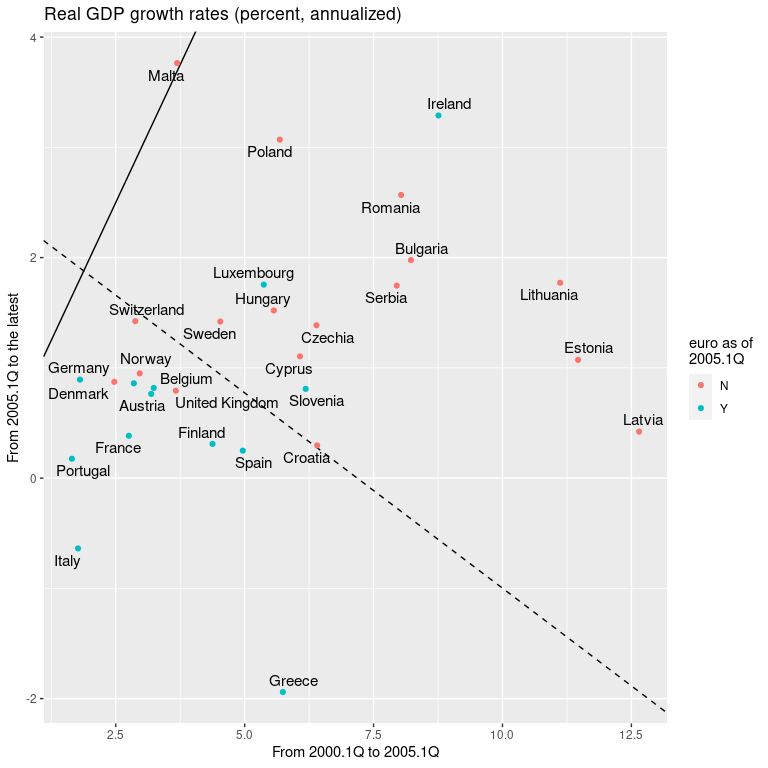 Real GDP growth rates (percent, annualized)
4
Malta
Ireland
Poland
Romania
Bulgaria
2
Luxembourg
Serbia
Lithuania
Hungary
Switzerland
Sweden
Czechia
Estonia
Norway
Germany
Cyprus
Belgium
Denmark
Austria
United Kingdom
Slovenia
Latvia
Finland
France
Croatia
Spain
Portugal
0
Italy
Greece
-2
2.5
5.0
7.5
10.0
12.5
From 2000.1Q to 2005.1Q
From 2005.1Q to the latest
euro as of
2005.1Q
N
Y